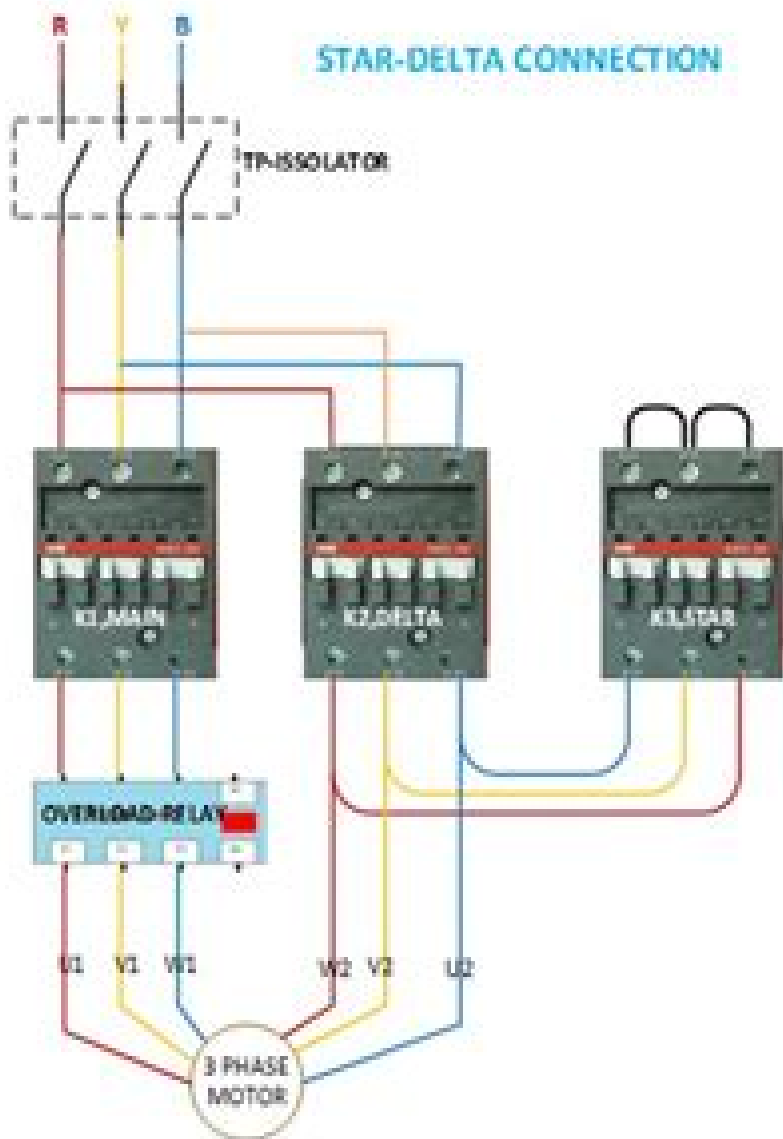 R Y B
STAR-DELTA CONNECTION
TP-ISSOLATOR
K1,MAIN
K2,DELTA
K3,STAR
OVERLOAD-RELAY
U1 V1 W1 W2 V2 U2
3 PHASE
MOTOR